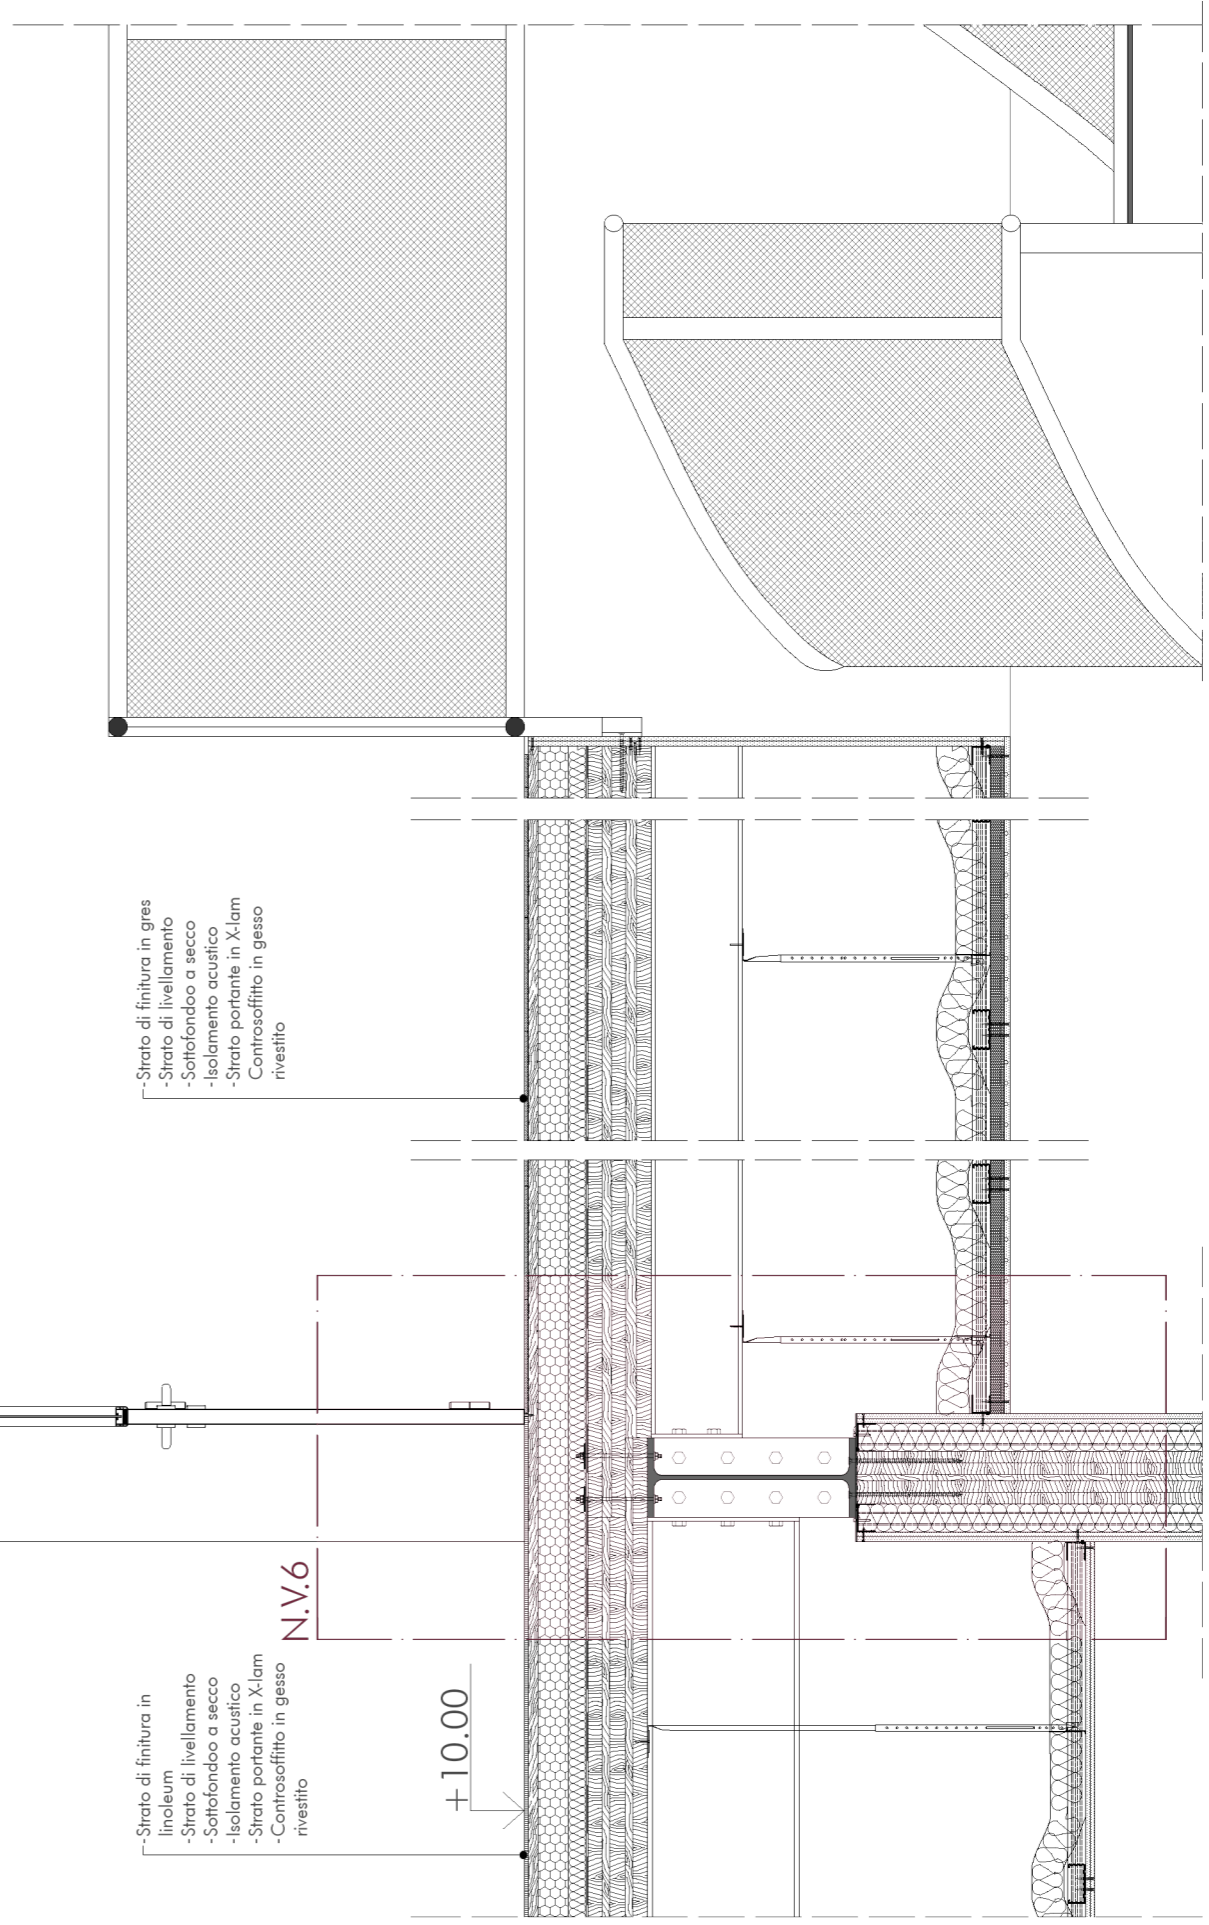 -Strato di finitura in
linoleum
-Strato di livellamento
-Sottofondoo a secco
-Isolamento acustico
-Strato portante in X-lam
-Controsoffitto in gesso
rivestito
+10.00
N.V.6
-Strato di finitura in gres
-Strato di livellamento
-Sottofondoo a secco
-Isolamento acustico
-Strato portante in X-lam
Controsoffitto in gesso
rivestito